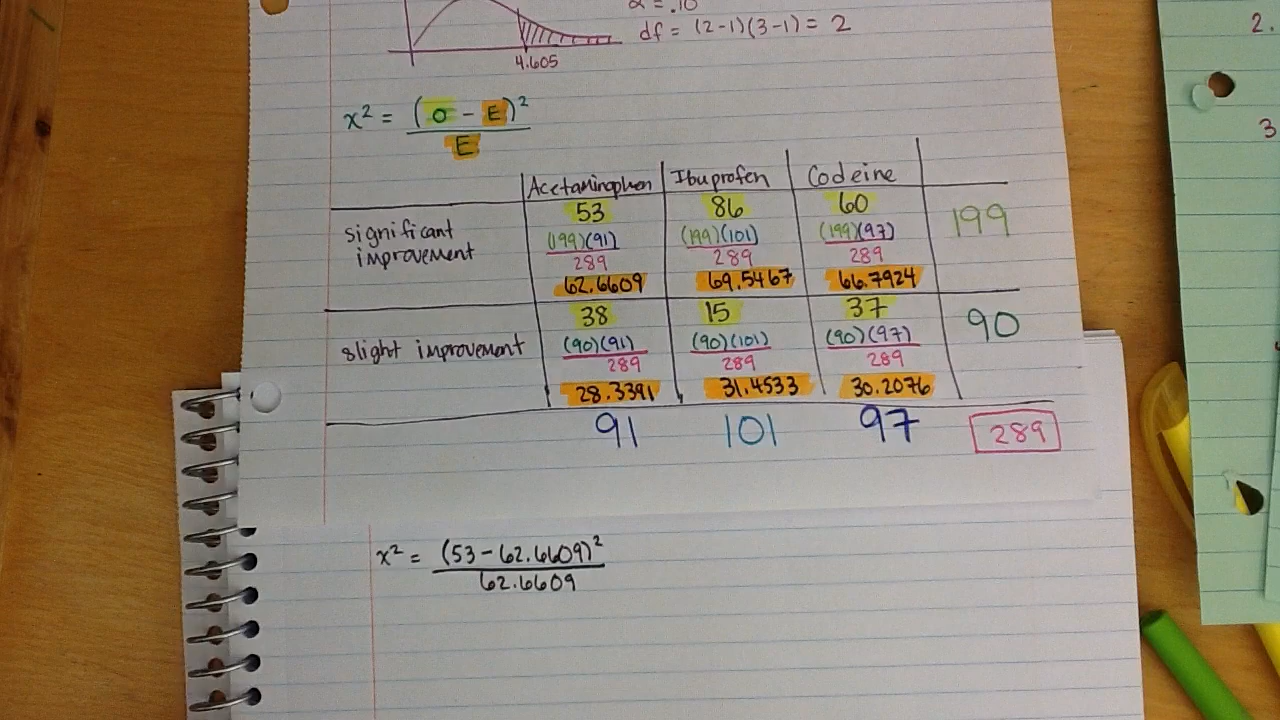 α = .10
df = (2-1)(3-1) = 2
4.605
2.
3
x² = (O - E)²
E
Acetaminophen Ibuprofen Codeine
significant improvement 53 86 60 199
(199)(91) (199)(101) (199)(97)
289 289 289
62.6609 69.5467 66.7924
slight improvement 38 15 37 90
(90)(91) (90)(101) (90)(97)
289 289 289
28.3391 31.4533 30.2076
91 101 97 289
x² = (53-62.6609)²
62.6609